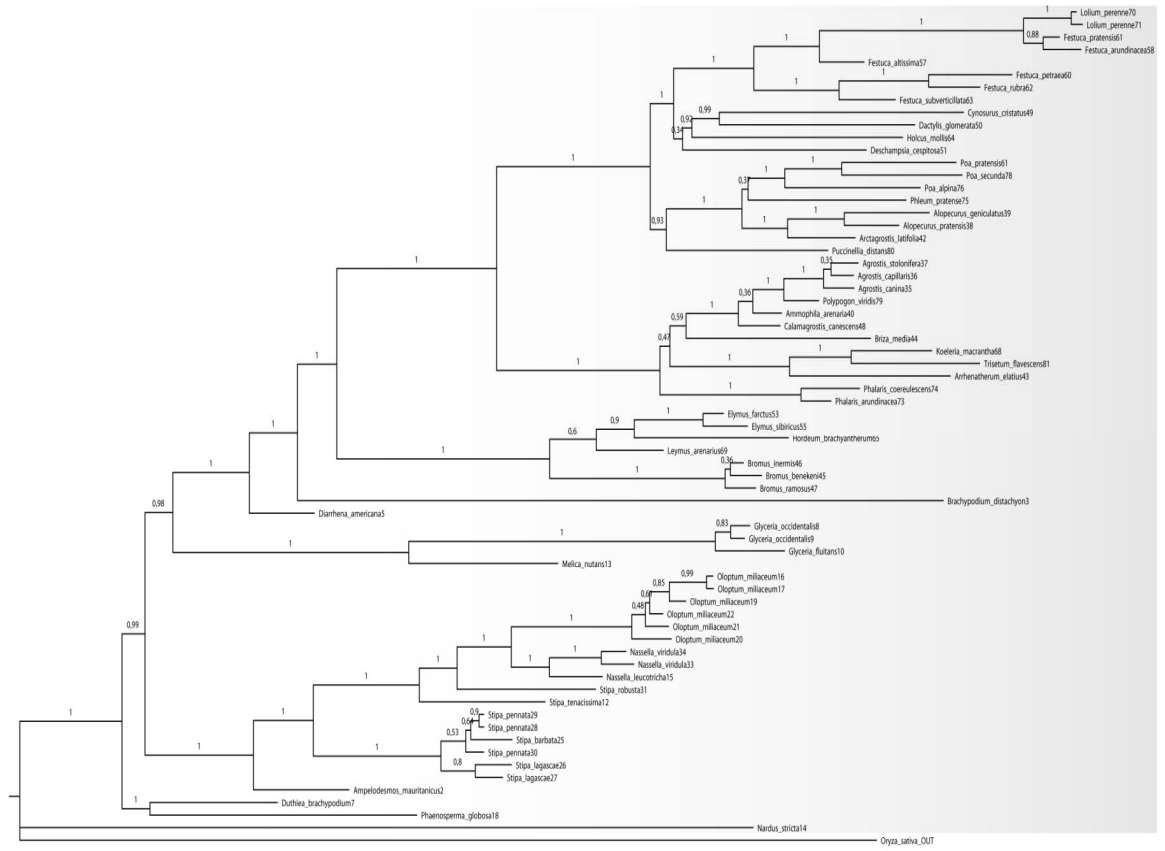 1
Lolium_perenne70
1
Lolium_perenne71
1
0,88
Festuca_pratensis61
Festuca_arundinacea58
1
Festuca_altissima57
1
1
Festuca_petraea60
1
Festuca_rubra62
1
Festuca_subverticillata63
0,99
Cynosurus_cristatus49
0,92
Dactylis_glomerata50
0,34
Holcus_mollis64
Deschampsia_cespitosa51
1
1
Poa_pratensis61
1
Poa_secunda78
Poa_alpina76
1
Phleum_pratense75
1
Alopecurus_geniculatus39
0,93
1
Alopecurus_pratensis38
Arctagrostis_latifolia42
Puccinellia_distans80
1
0,35
Agrostis_stolonifera37
1
Agrostis_capillaris36
1
Agrostis_canina35
0,36
Polypogon_viridis79
1
Ammophila_arenaria40
Calamagrostis_canescens48
0,59
Briza_media44
0,47
1
Koeleria_macrantha68
1
Trisetum_flavescens81
1
Arrhenatherum_elatius43
1
Phalaris_coereulescens74
Phalaris_arundinacea73
1
1
Elymus_farctus53
0,9
Elymus_sibiricus55
0,6
Hordeum_brachyantherum65
1
Leymus_arenarius69
1
0,36
Bromus_inermis46
1
Bromus_benekeni45
Bromus_ramosus47
1
Brachypodium_distachyon3
0,98
Diarrhena_americana5
0,83
Glyceria_occidentalis8
1
Glyceria_occidentalis9
1
Glyceria_fluitans10
Melica_nutans13
0,99
Oloptum_miliaceum16
0,85
Oloptum_miliaceum17
Oloptum_miliaceum19
0,48
Oloptum_miliaceum22
1
Oloptum_miliaceum21
0,99
Oloptum_miliaceum20
1
1
Nassella_viridula34
1
Nassella_viridula33
1
Nassella_leucotricha15
Stipa_robusta31
1
Stipa_tenacissima12
1
0,9
Stipa_pennata29
Stipa_pennata28
0,53
Stipa_barbata25
1
1
Stipa_pennata30
0,8
Stipa_lagascae26
Stipa_lagascae27
Ampelodesmos_mauritanicus2
1
Duthiea_brachypodium7
Phaenosperma_globosa18
Nardus_stricta14
Oryza_sativa_OUT